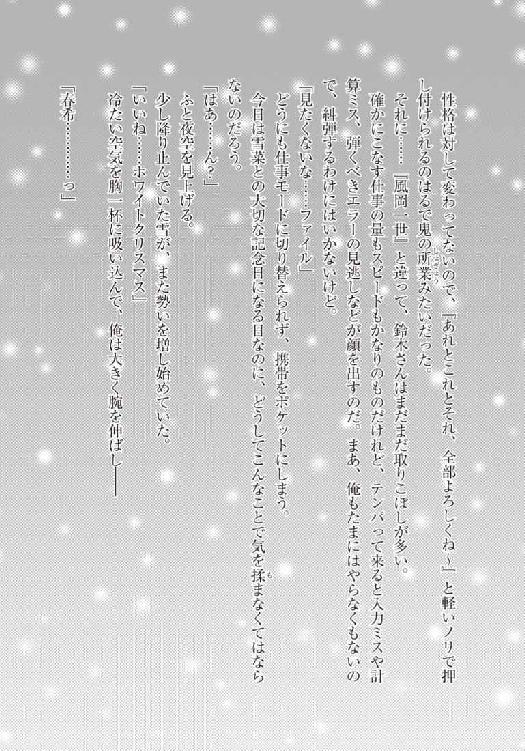 性格は対して変わってないので、『あれとこれとそれ、全部よろしくね～』と軽いノリで押
し付けられるのはるで鬼の所業みたいだった。
それに……『風岡一世』と違って、鈴木さんはまだまだ取りこぼしが多い。
確かにこなす仕事の量もスピードもかなりのものだけれど、テンパって来ると入力ミスや計
算ミス、弾くべきエラーの見逃しなどが顔を出すのだ。まあ、俺もたまにはやらなくもないの
で、糾弾するわけにはいかないけど。
「見たくないな……ファイル」
どうにも仕事モードに切り替えられず、携帯をポケットにしまう。
今日は雪菜との大切な記念日になる日なのに、どうしてこんなことで気を揉まなくてはなら
ないのだろう。
「はあ……ん？」
ふと夜空を見上げる。
少し降り止んでいた雪が、また勢いを増し始めていた。
「いいね……ホワイトクリスマス」
冷たい空気を胸一杯に吸い込んで、俺は大きく腕を伸ばし――
「春希…………っ」